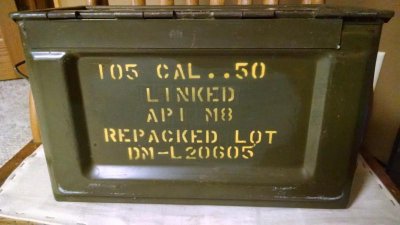 105 CAL..50
LINKED
API M8
REPACKED LOT
DM-L20605